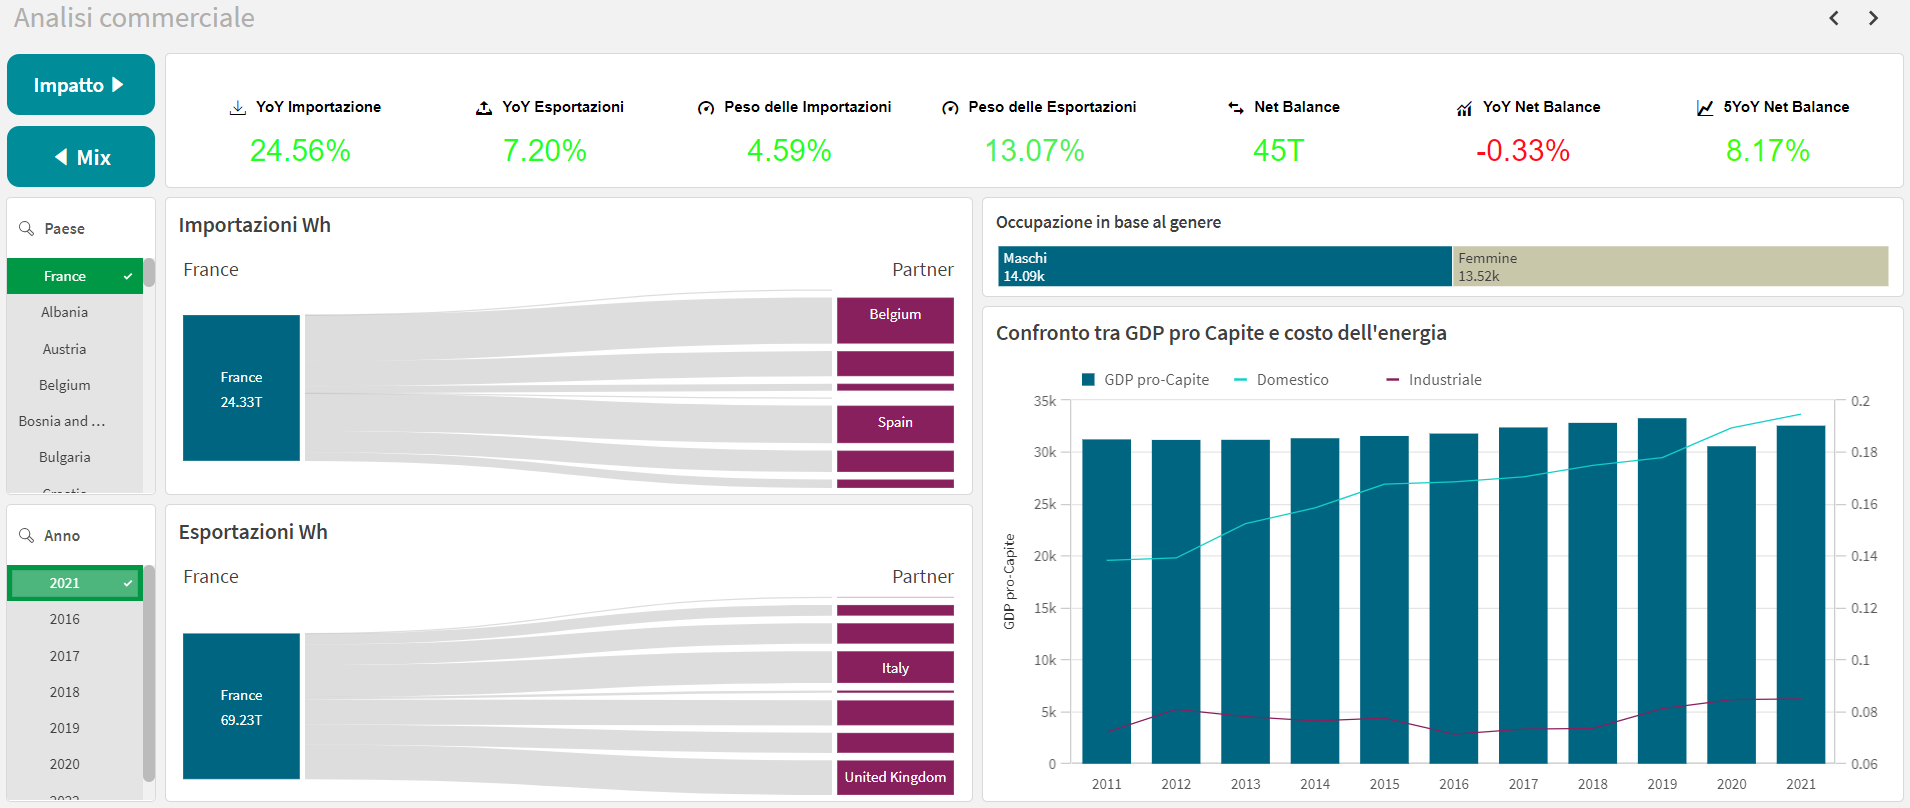 Analisi commerciale
Impatto
Mix
YoY Importazione
24.56%
YoY Esportazioni
7.20%
Peso delle Importazioni
4.59%
Peso delle Esportazioni
13.07%
Net Balance
45T
YoY Net Balance
-0.33%
5YoY Net Balance
8.17%
Paese
France
Albania
Austria
Belgium
Bosnia and ...
Bulgaria
Croatia
Anno
2021
2016
2017
2018
2019
2020
2022
Importazioni Wh
France
Partner
France
24.33T
Belgium
Spain
Esportazioni Wh
France
Partner
France
69.23T
Italy
United Kingdom
Occupazione in base al genere
Maschi
14.09k
Femmine
13.52k
Confronto tra GDP pro Capite e costo dell'energia
GDP pro-Capite
Domestico
Industriale
GDP pro-Capite
35k
30k
25k
20k
15k
10k
5k
0
0.2
0.18
0.16
0.14
0.12
0.1
0.08
0.06
2011 2012 2013 2014 2015 2016 2017 2018 2019 2020 2021